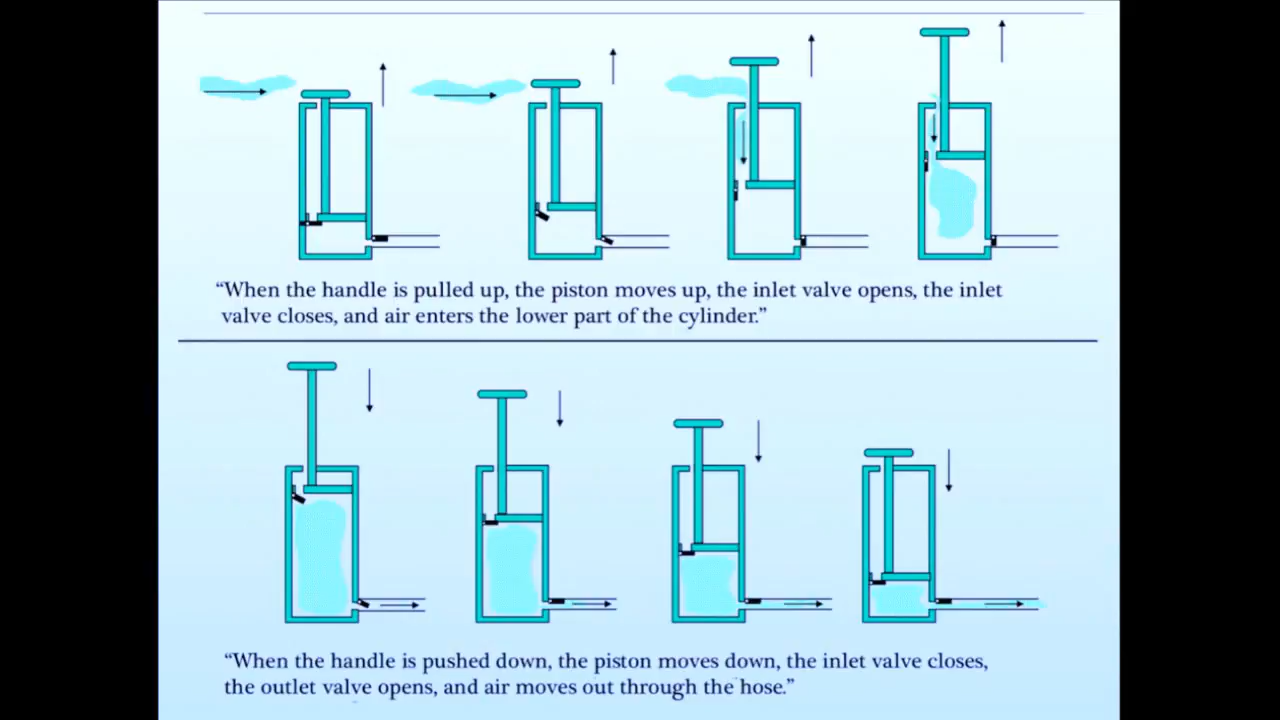 “When the handle is pulled up, the piston moves up, the inlet valve opens, the inlet
valve closes, and air enters the lower part of the cylinder.”
“When the handle is pushed down, the piston moves down, the inlet valve closes,
the outlet valve opens, and air moves out through the hose.”